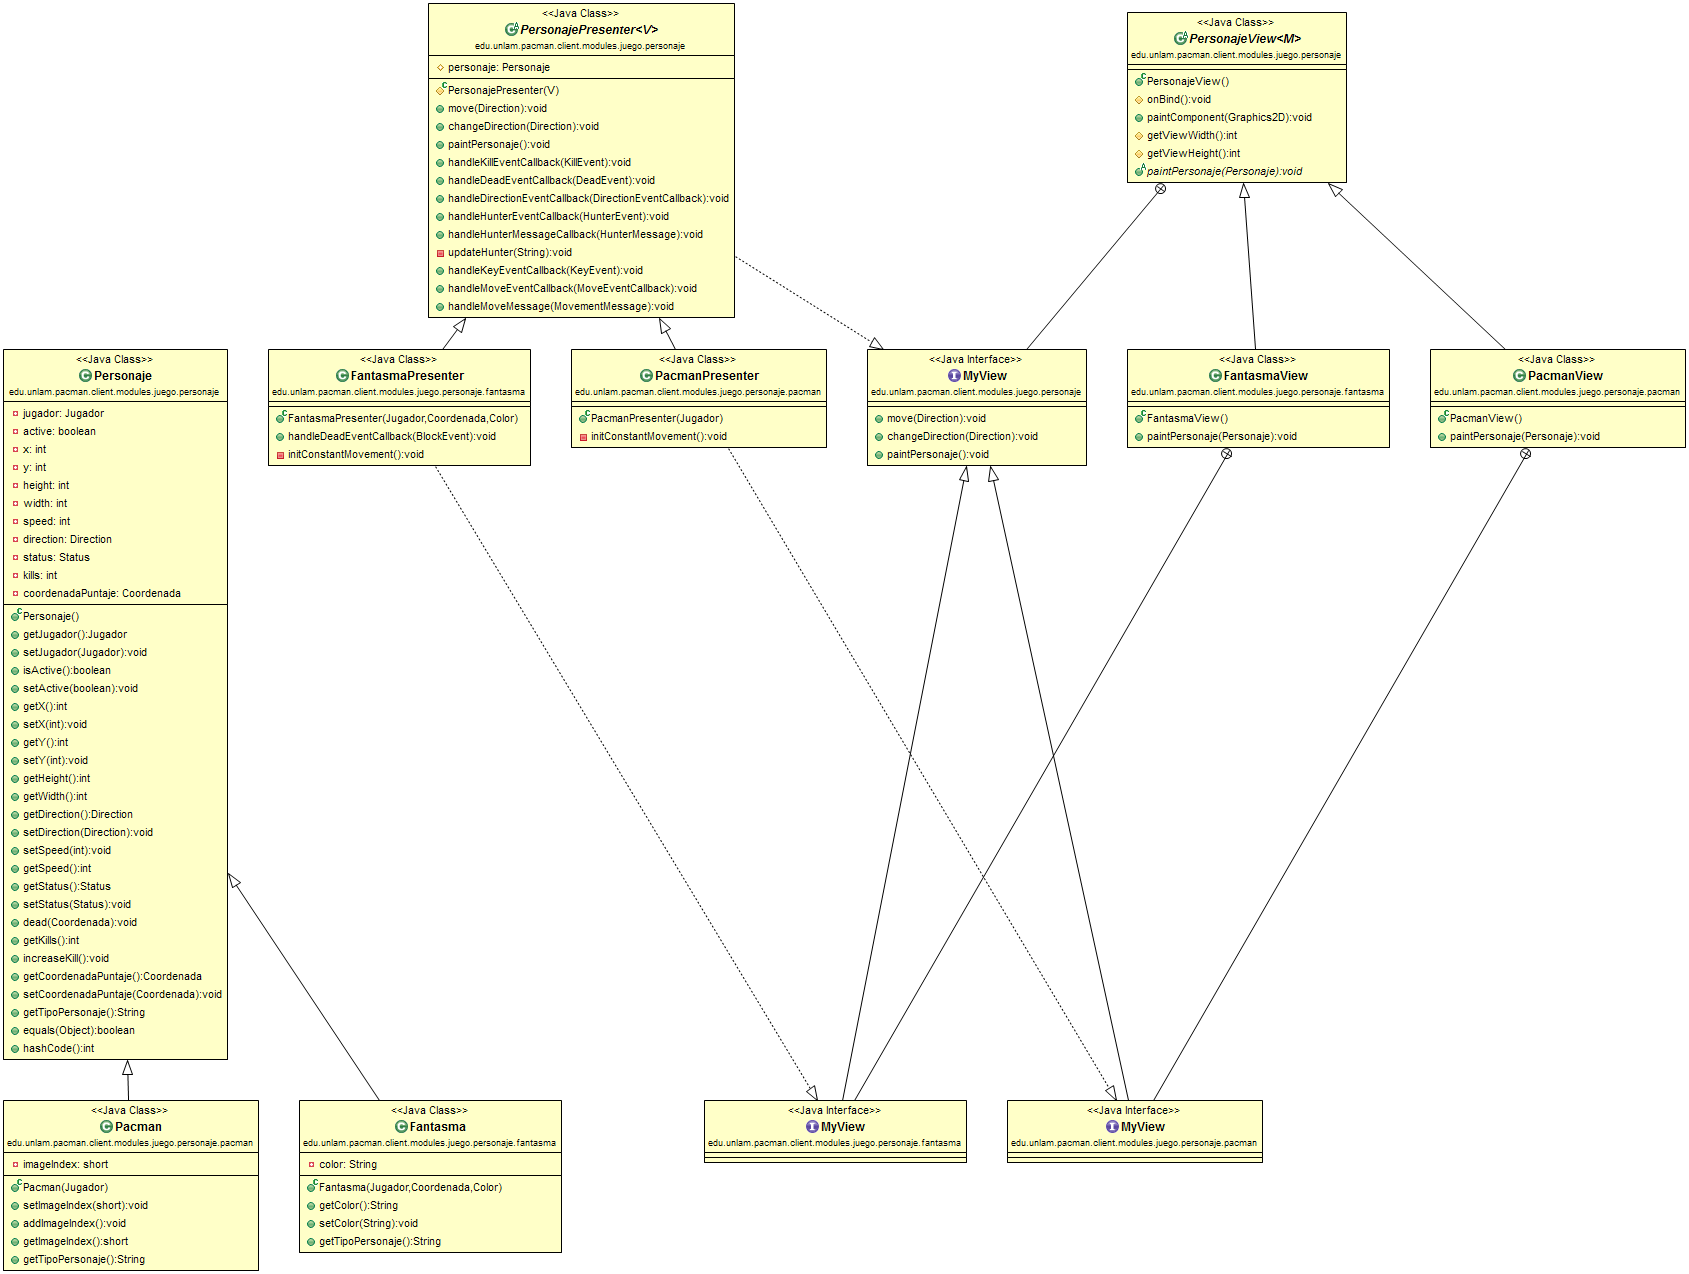 <<Java Class>>
PersonajePresenter<V>
edu.unlam.pacman.client.modules.juego.personaje
personaje: Personaje
PersonajePresenter(V)
move(Direction):void
changeDirection(Direction):void
paintPersonaje():void
handleKillEventCallback(KillEvent):void
handleDeadEventCallback(DeadEvent):void
handleDirectionEventCallback(DirectionEventCallback):void
handleHunterEventCallback(HunterEvent):void
handleHunterMessageCallback(HunterMessage):void
updateHunter(String):void
handleKeyEventCallback(KeyEvent):void
handleMoveEventCallback(MoveEventCallback):void
handleMoveMessage(MovementMessage):void
<<Java Class>>
PersonajeView<M>
edu.unlam.pacman.client.modules.juego.personaje
PersonajeView()
onBind():void
paintComponent(Graphics2D):void
getViewWidth():int
getViewHeight():int
paintPersonaje(Personaje):void
<<Java Class>>
Personaje
edu.unlam.pacman.client.modules.juego.personaje
jugador: Jugador
active: boolean
x: int
y: int
height: int
width: int
speed: int
direction: Direction
status: Status
kills: int
coordenadaPuntaje: Coordenada
Personaje()
getJugador():Jugador
setJugador(Jugador):void
isActive():boolean
setActive(boolean):void
getX():int
setX(int):void
getY():int
setY(int):void
getHeight():int
getWidth():int
getDirection():Direction
setDirection(Direction):void
setSpeed(int):void
getSpeed():int
getStatus():Status
setStatus(Status):void
dead(Coordenada):void
getKills():int
increaseKill():void
getCoordenadaPuntaje():Coordenada
setCoordenadaPuntaje(Coordenada):void
getTipoPersonaje():String
equals(Object):boolean
hashCode():int
<<Java Class>>
FantasmaPresenter
edu.unlam.pacman.client.modules.juego.personaje.fantasma
FantasmaPresenter(Jugador,Coordenada,Color)
handleDeadEventCallback(BlockEvent):void
initConstantMovement():void
<<Java Class>>
PacmanPresenter
edu.unlam.pacman.client.modules.juego.personaje.pacman
PacmanPresenter(Jugador)
initConstantMovement():void
<<Java Interface>>
MyView
edu.unlam.pacman.client.modules.juego.personaje
move(Direction):void
changeDirection(Direction):void
paintPersonaje():void
<<Java Class>>
FantasmaView
edu.unlam.pacman.client.modules.juego.personaje.fantasma
FantasmaView()
paintPersonaje(Personaje):void
<<Java Class>>
PacmanView
edu.unlam.pacman.client.modules.juego.personaje.pacman
PacmanView()
paintPersonaje(Personaje):void
<<Java Class>>
Pacman
edu.unlam.pacman.client.modules.juego.personaje.pacman
imageIndex: short
Pacman(Jugador)
setImageIndex(short):void
addImageIndex():void
getImageIndex():short
getTipoPersonaje():String
<<Java Class>>
Fantasma
edu.unlam.pacman.client.modules.juego.personaje.fantasma
color: String
Fantasma(Jugador,Coordenada,Color)
getColor():String
setColor(String):void
getTipoPersonaje():String
<<Java Interface>>
MyView
edu.unlam.pacman.client.modules.juego.personaje.fantasma
<<Java Interface>>
MyView
edu.unlam.pacman.client.modules.juego.personaje.pacman